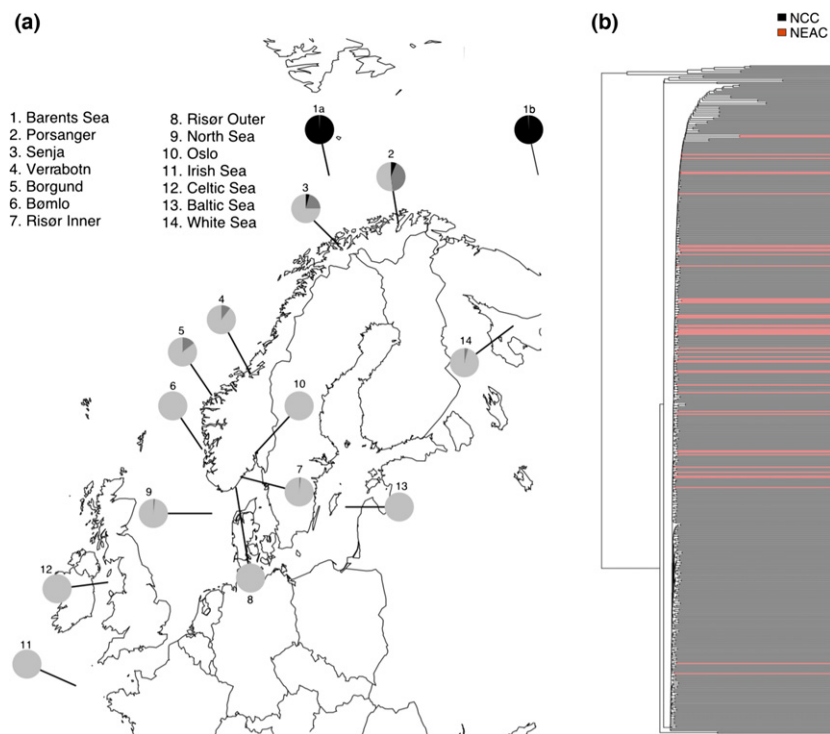 (a)
(b)
NCC
NEAC
1. Barents Sea
2. Porsanger
3. Senja
4. Verrabotn
5. Borgund
6. Bømlo
7. Risør Inner
8. Risør Outer
9. North Sea
10. Oslo
11. Irish Sea
12. Celtic Sea
13. Baltic Sea
14. White Sea
1a
1b
2
3
4
5
14
6
10
7
13
9
12
8
11